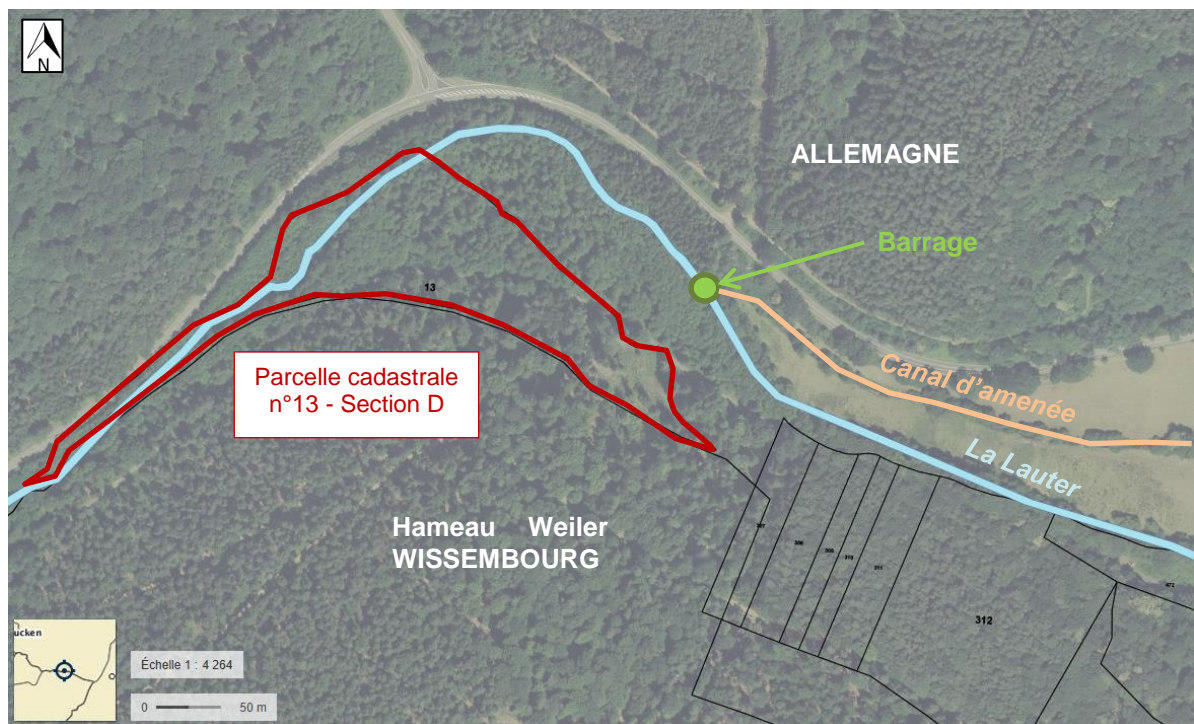 N
ALLEMAGNE
Barrage
13
Canal d'amenée
Parcelle cadastrale
n°13 - Section D
La Lauter
Hameau Weiler
WISSEMBOURG
312
ucken
Échelle 1 : 4 264
0 50 m